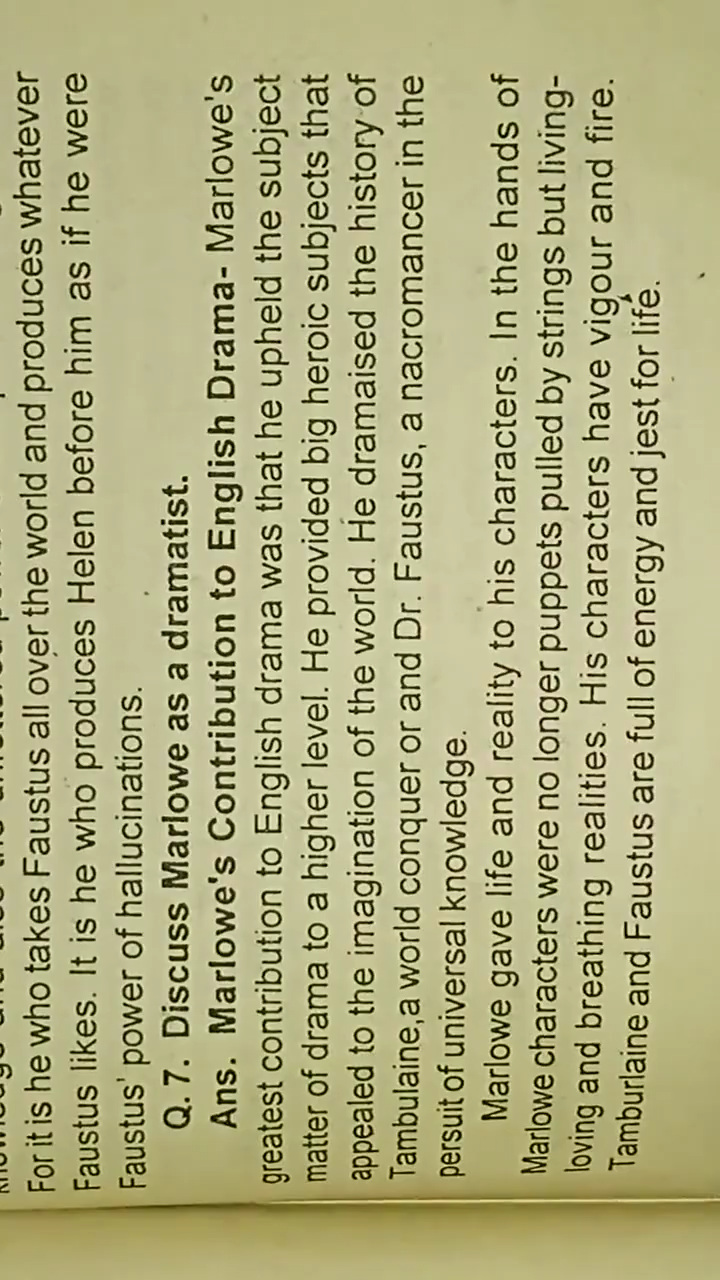 For it is he who takes Faustus all over the world and produces whatever
Faustus likes. It is he who produces Helen before him as if he were
Faustus' power of hallucinations.
Q. 7. Discuss Marlowe as a dramatist.
Ans. Marlowe's Contribution to English Drama- Marlowe's
greatest contribution to English drama was that he upheld the subject
matter of drama to a higher level. He provided big heroic subjects that
appealed to the imagination of the world. He dramaised the history of
Tambulaine, a world conquer or and Dr. Faustus, a nacromancer in the
persuit of universal knowledge.
Marlowe gave life and reality to his characters. In the hands of
Marlowe characters were no longer puppets pulled by strings but living-
loving and breathing realities. His characters have vigour and fire.
Tamburlaine and Faustus are full of energy and jest for life.